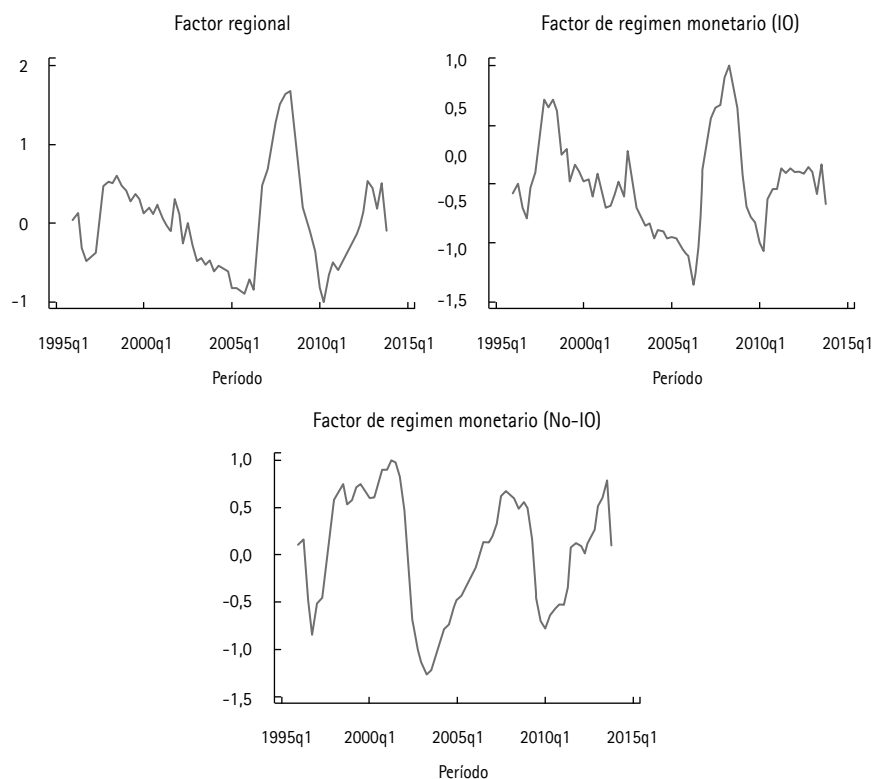 Factor regional
2
1
0
-1
1995q1 2000q1 2005q1 2010q1 2015q1
Período
Factor de regimen monetario (IO)
1,0
0,5
0,0
-0,5
-1,0
-1,5
1995q1 2000q1 2005q1 2010q1 2015q1
Período
Factor de regimen monetario (No-IO)
1,0
0,5
0,0
-0,5
-1,0
-1,5
1995q1 2000q1 2005q1 2010q1 2015q1
Período